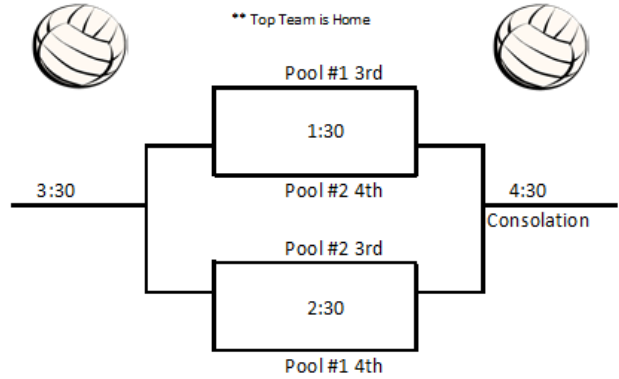 ** Top Team is Home
Pool #1 3rd
1:30
3:30
Pool #2 4th
4:30
Consolation
Pool #2 3rd
2:30
Pool #1 4th